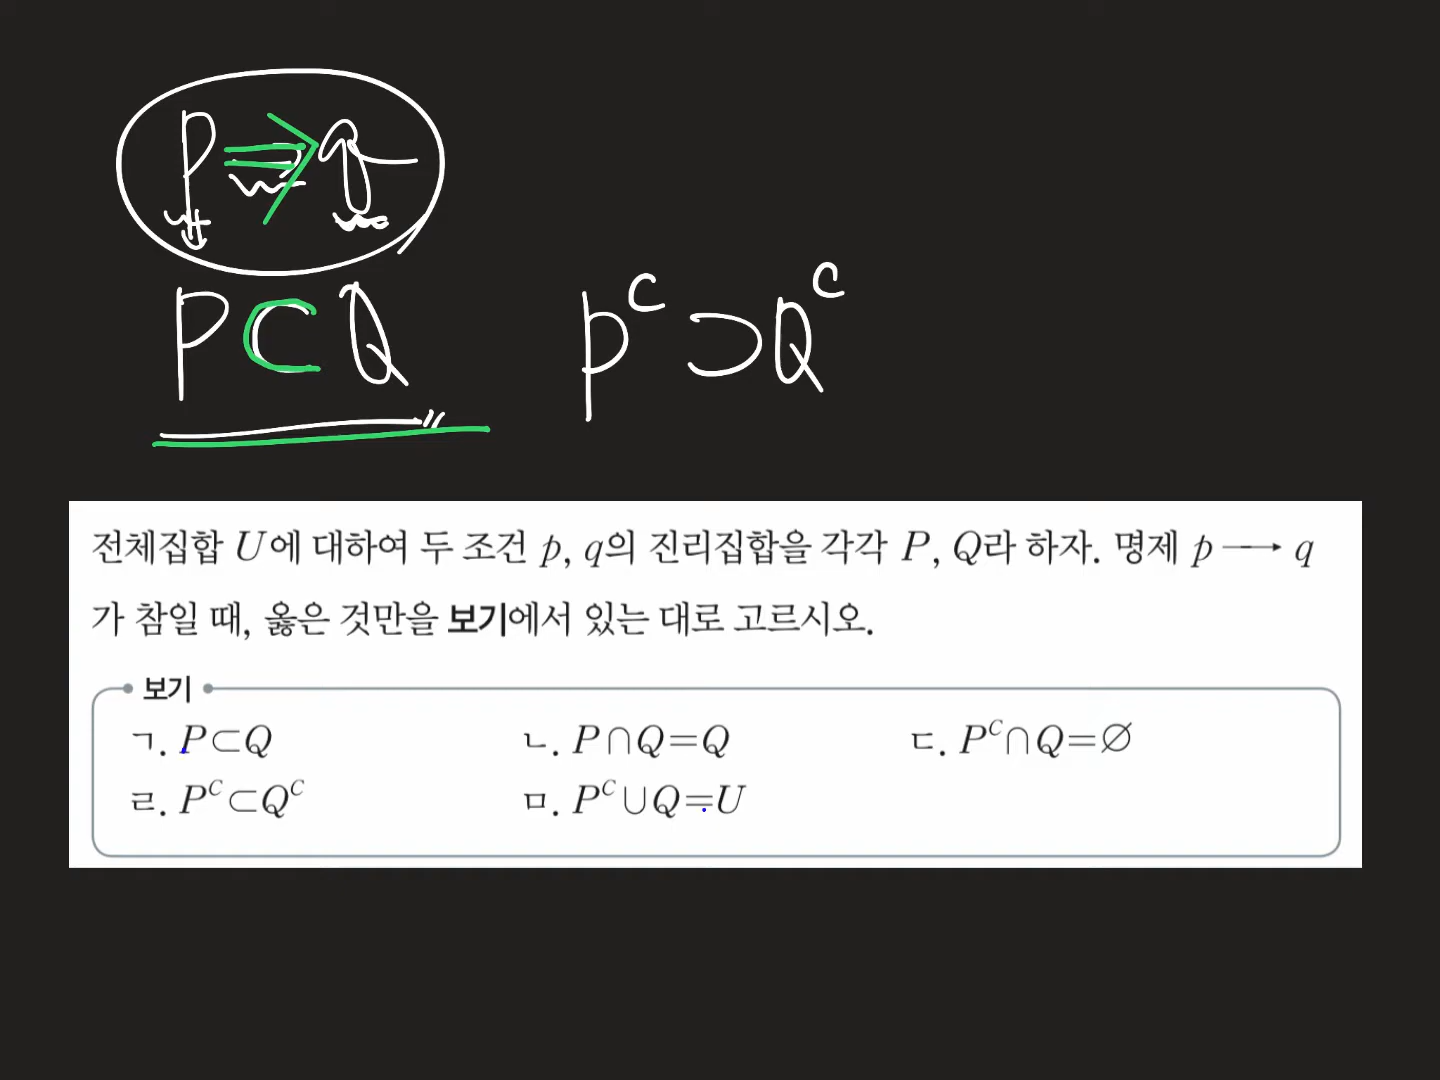 p ⇒ q
P ⊂ Q
P^C ⊃ Q^C
전체집합 U에 대하여 두 조건 p, q의 진리집합을 각각 P, Q라 하자. 명제 p ⟶ q
가 참일 때, 옳은 것만을 보기에서 있는 대로 고르시오.
보기
ㄱ. P⊂Q ㄴ. P∩Q=Q ㄷ. P^C∩Q=∅
ㄹ. P^C⊂Q^C ㅁ. P^C∪Q=U